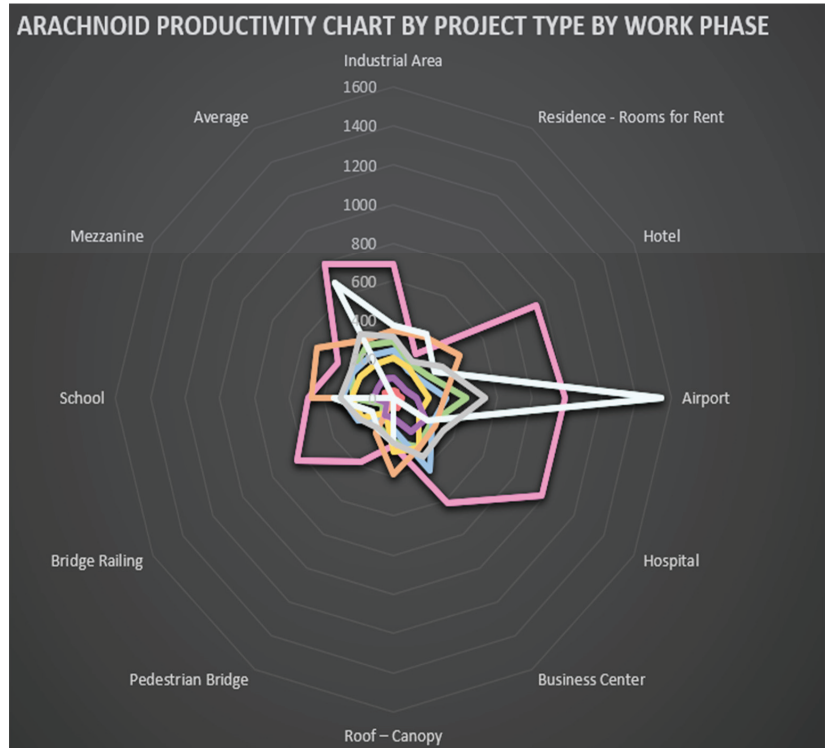 ARACHNOID PRODUCTIVITY CHART BY PROJECT TYPE BY WORK PHASE
Industrial Area
1600
Average
Residence - Rooms for Rent
1400
1200
1000
Mezzanine
Hotel
800
600
400
School
Airport
Bridge Railing
Hospital
Pedestrian Bridge
Business Center
Roof – Canopy